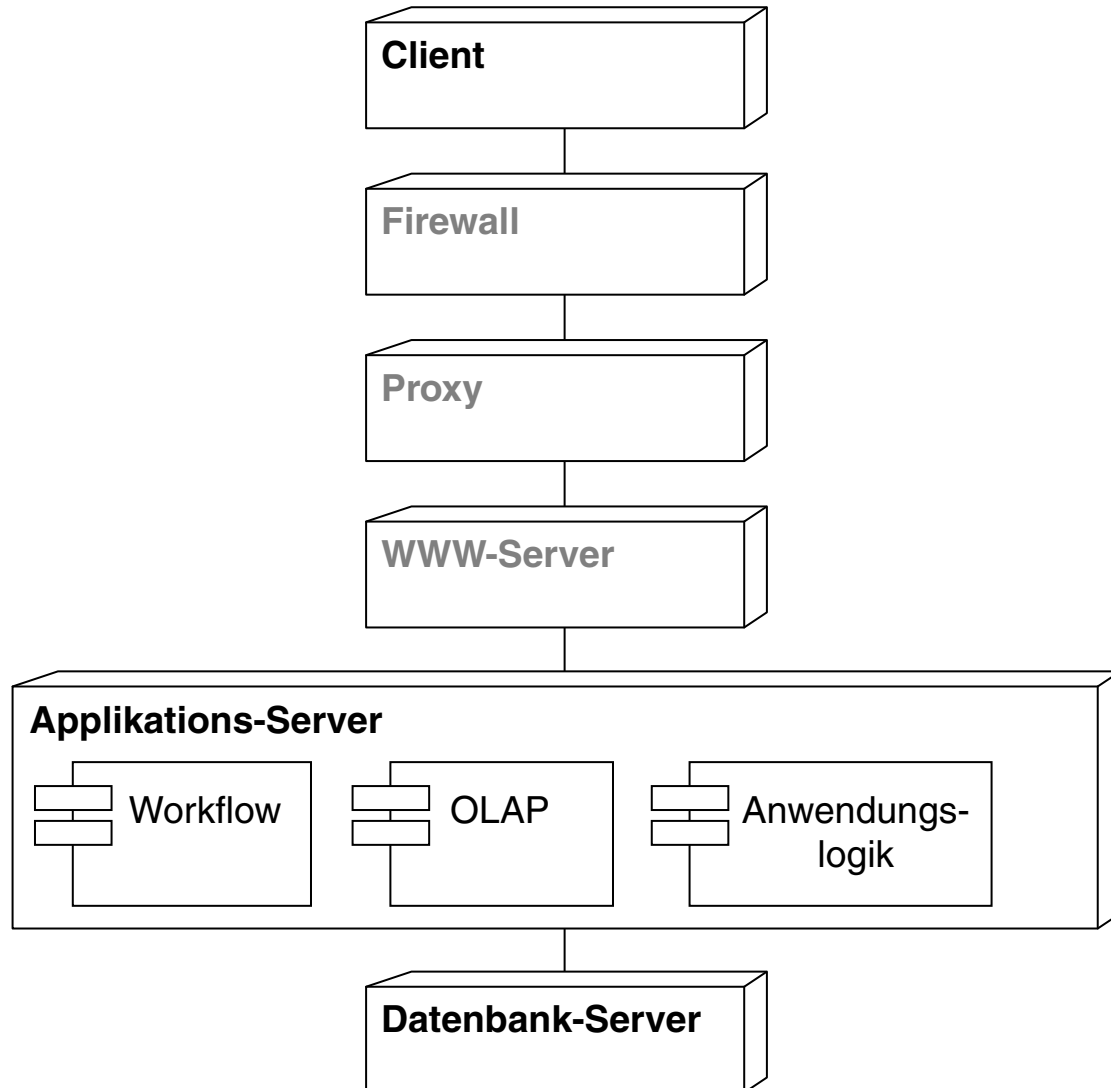 Client
Firewall
Proxy
WWW-Server
Applikations-Server
Workflow
OLAP
Anwendungs-
logik
Datenbank-Server